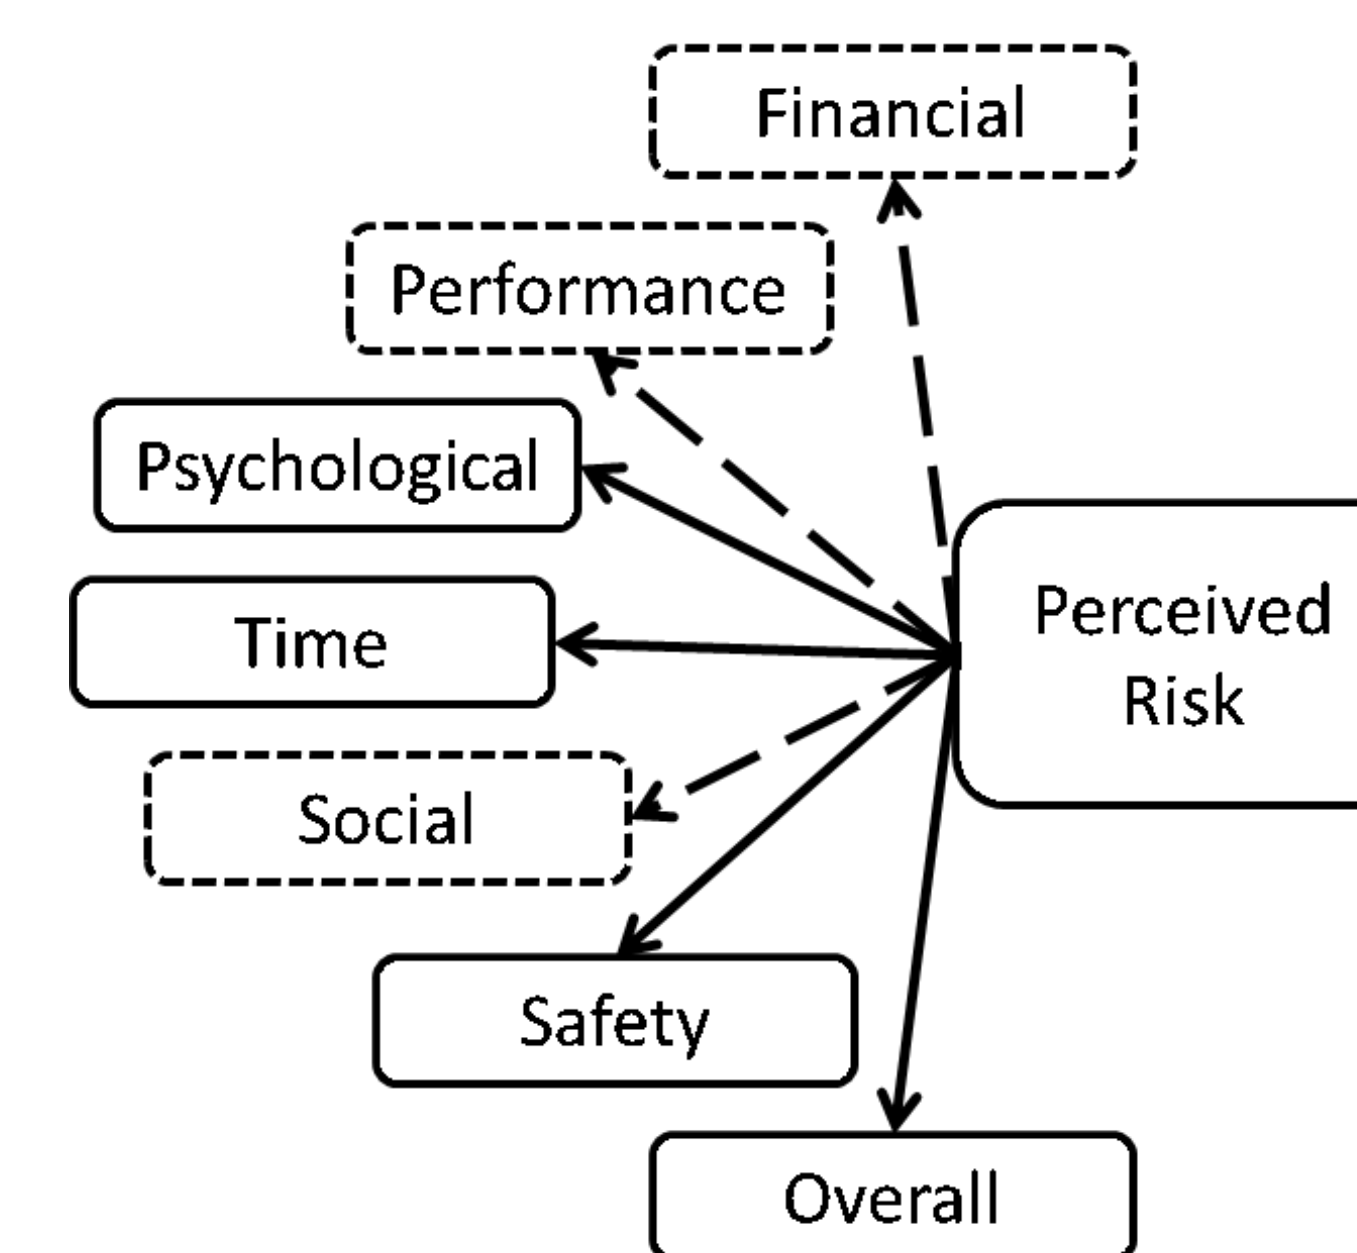 Financial
Performance
Psychological
Time
Perceived
Risk
Social
Safety
Overall